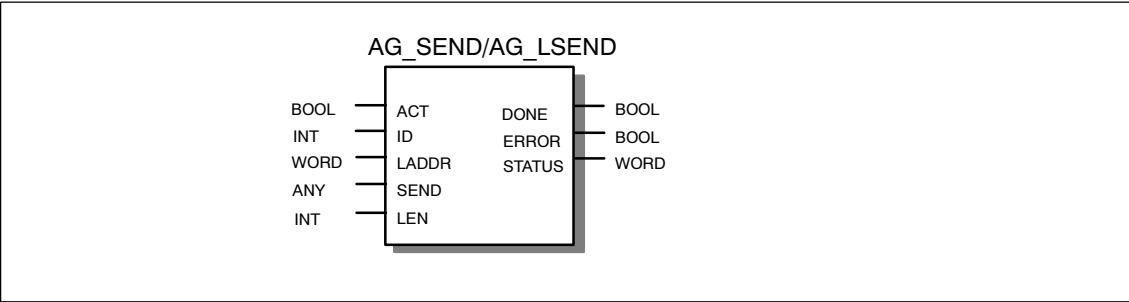 AG_SEND/AG_LSEND
BOOL ACT DONE BOOL
INT ID ERROR BOOL
WORD LADDR STATUS WORD
ANY SEND
INT LEN